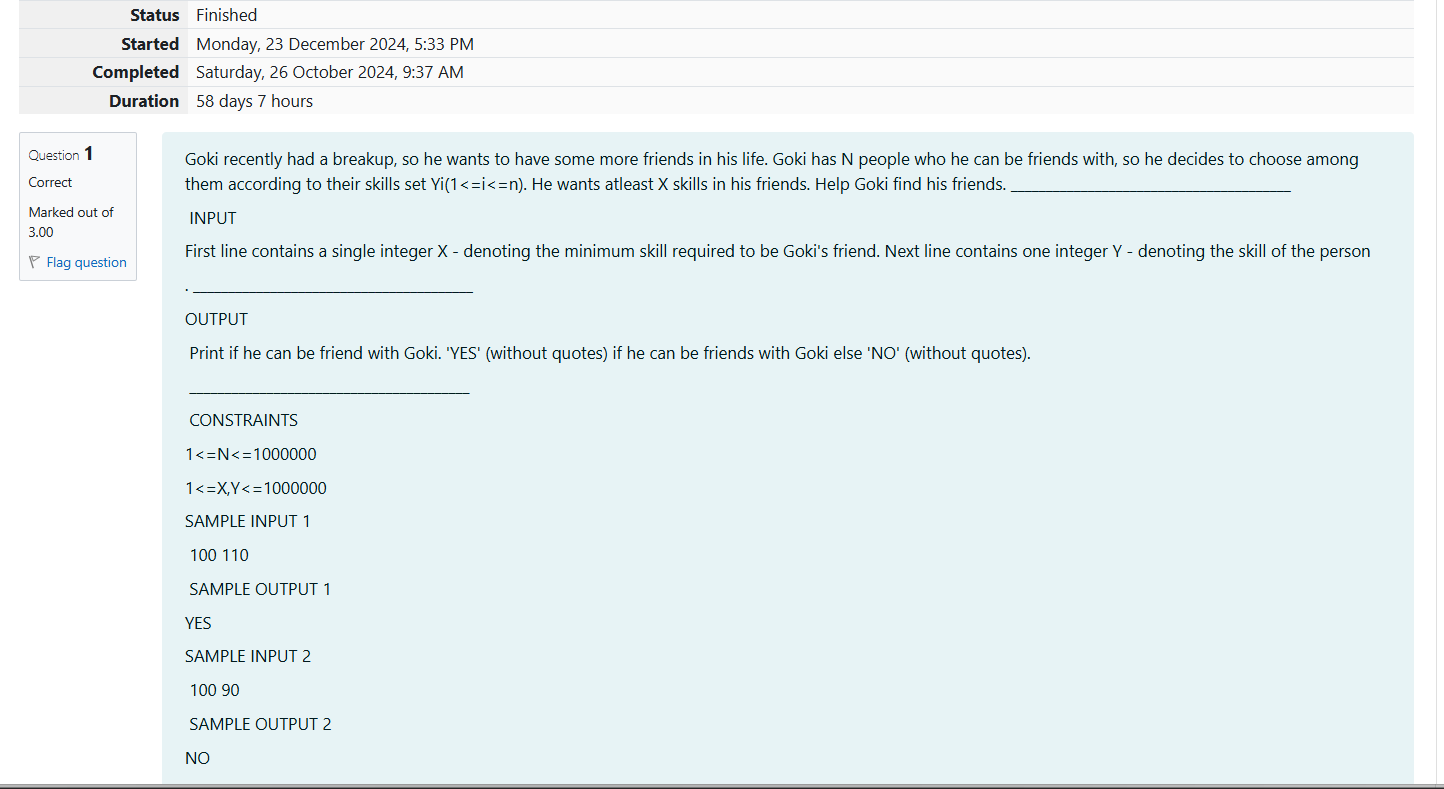 Status Finished
Started Monday, 23 December 2024, 5:33 PM
Completed Saturday, 26 October 2024, 9:37 AM
Duration 58 days 7 hours
Question 1
Correct
Marked out of
3.00
Flag question
Goki recently had a breakup, so he wants to have some more friends in his life. Goki has N people who he can be friends with, so he decides to choose among
them according to their skills set Yi(1<=i<=n). He wants atleast X skills in his friends. Help Goki find his friends. ________________________________________
INPUT
First line contains a single integer X - denoting the minimum skill required to be Goki's friend. Next line contains one integer Y - denoting the skill of the person
. ________________________________________
OUTPUT
Print if he can be friend with Goki. 'YES' (without quotes) if he can be friends with Goki else 'NO' (without quotes).
________________________________________
CONSTRAINTS
1<=N<=1000000
1<=X,Y<=1000000
SAMPLE INPUT 1
100 110
SAMPLE OUTPUT 1
YES
SAMPLE INPUT 2
100 90
SAMPLE OUTPUT 2
NO